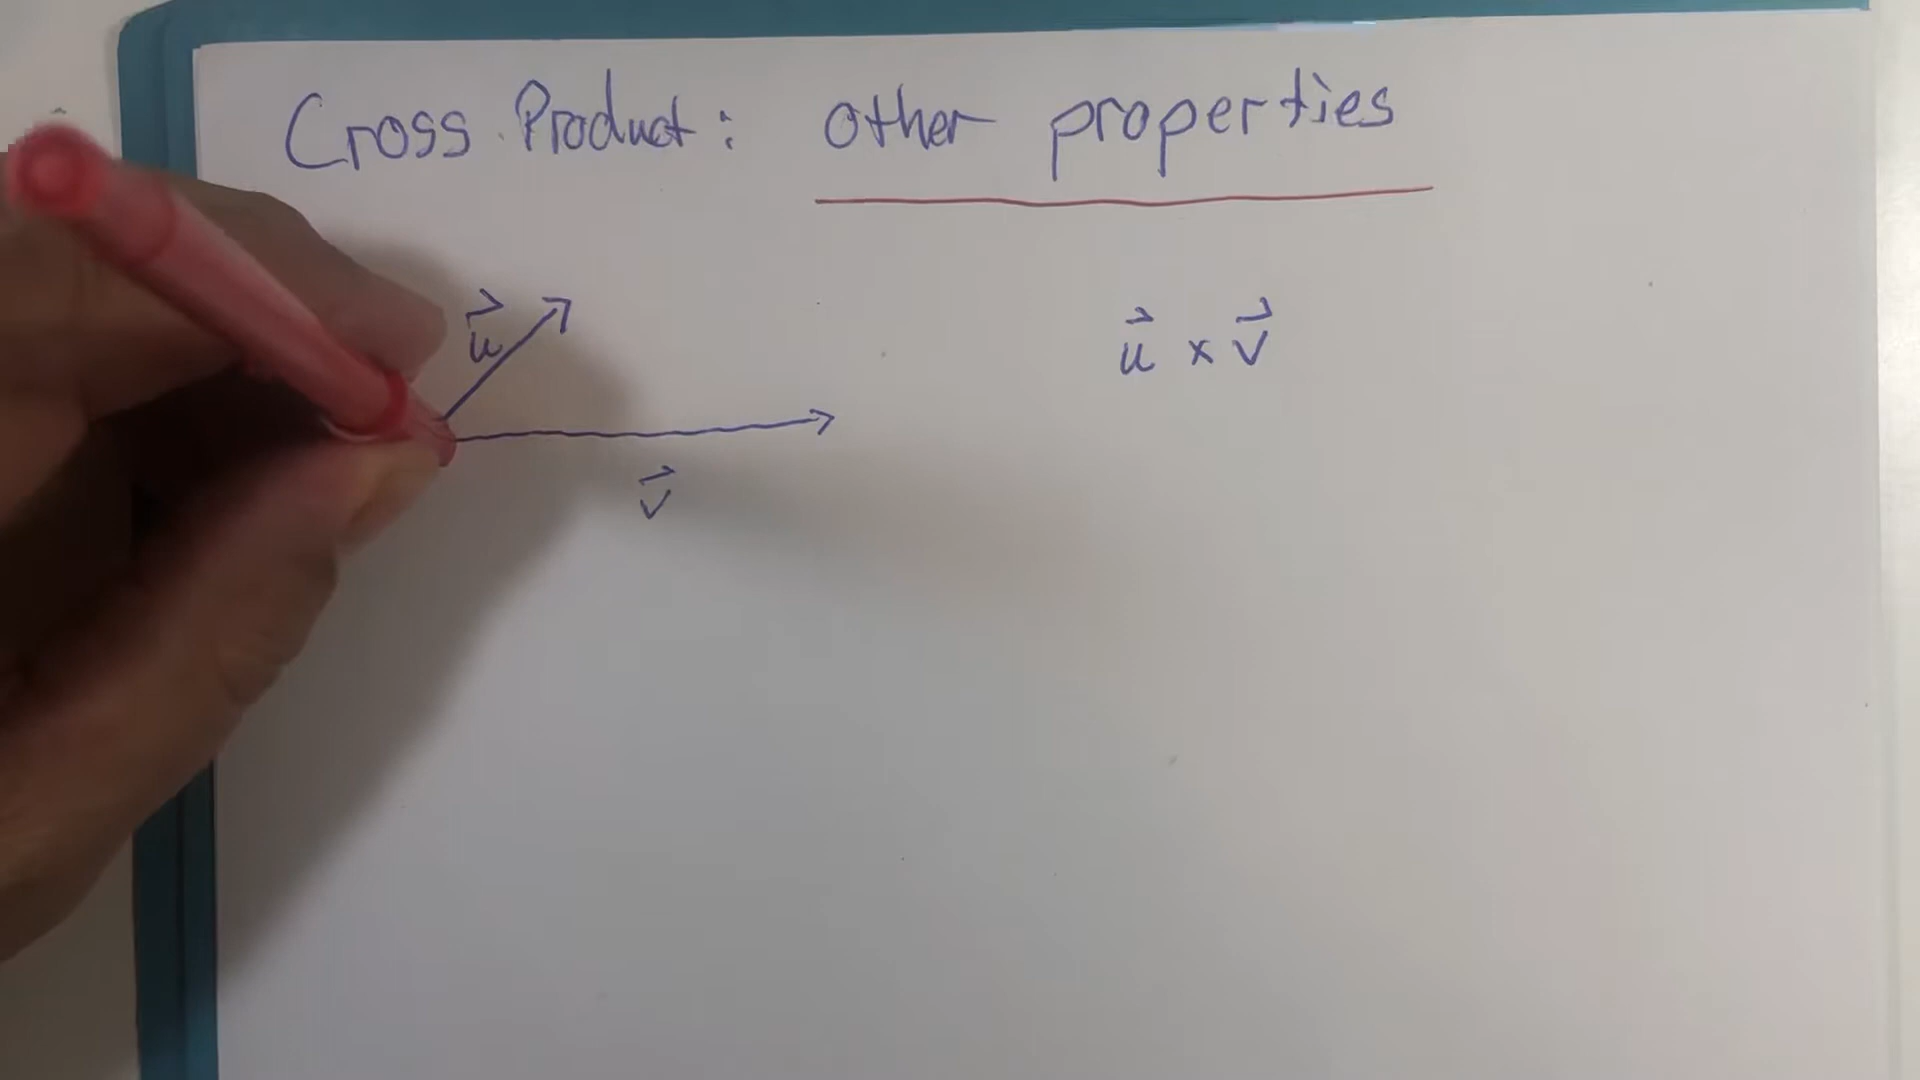 Cross Product: other properties
u⃗
u⃗ × v⃗
v⃗